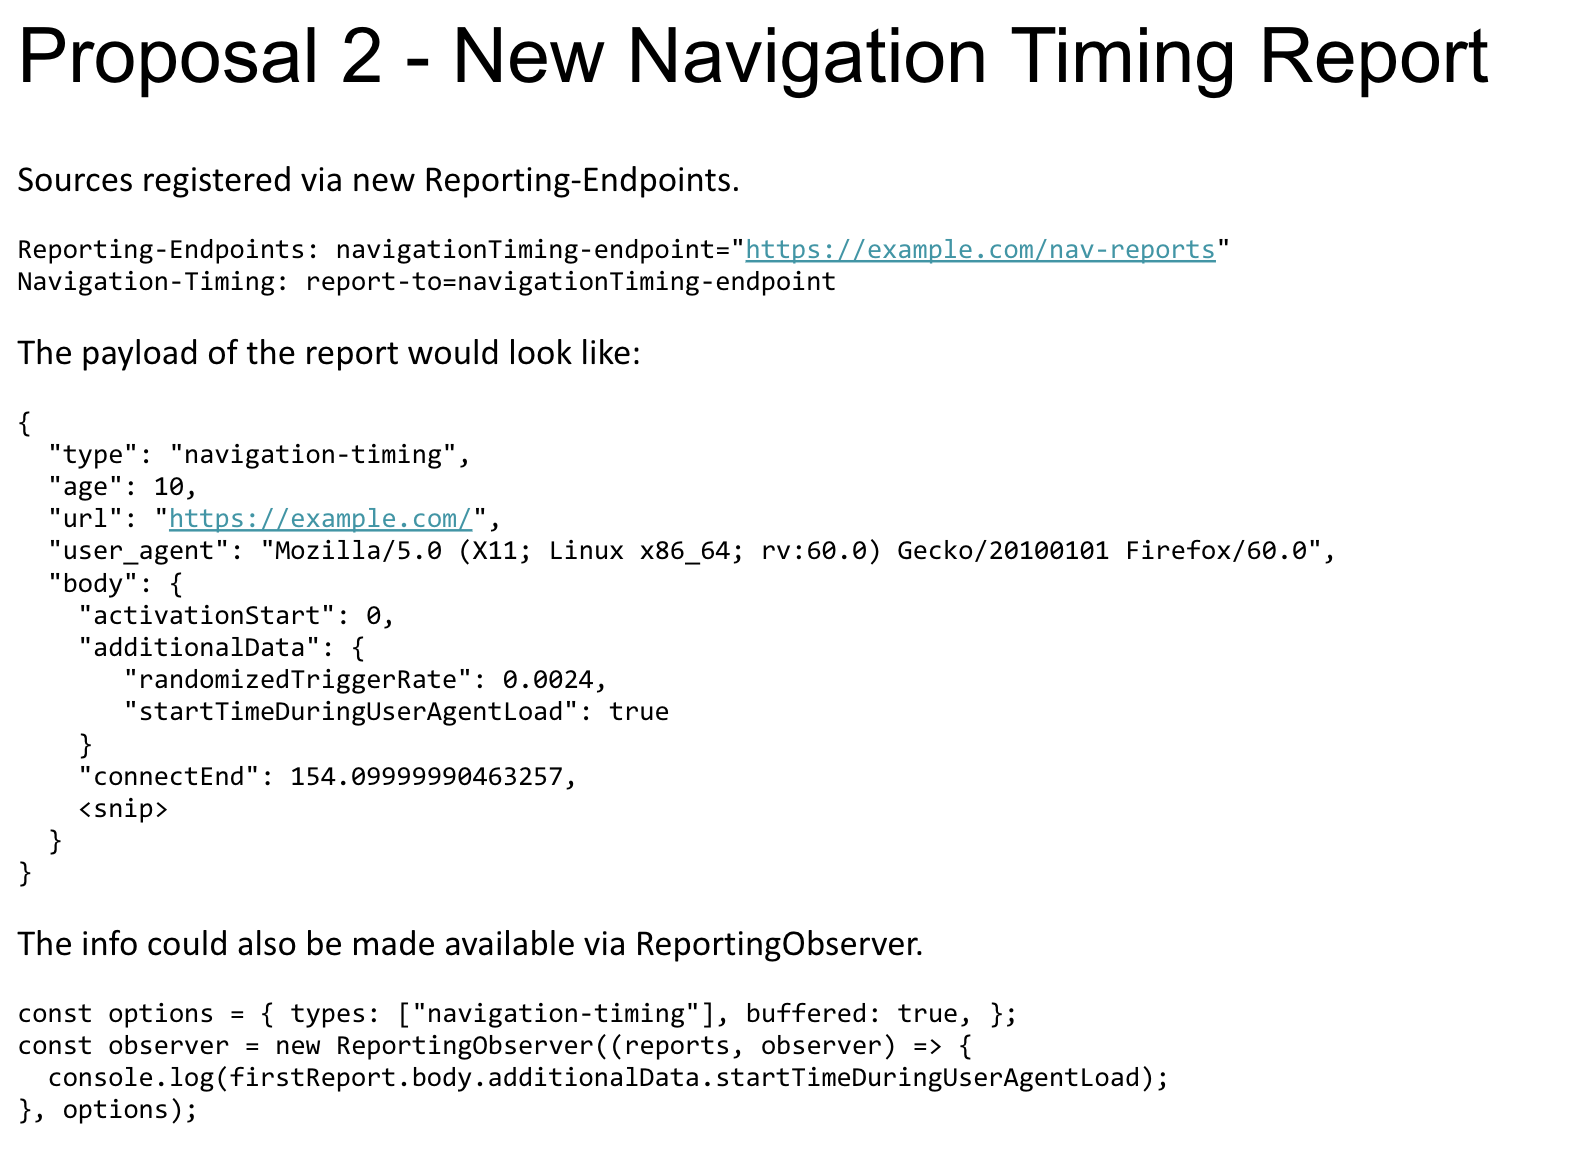 Proposal 2 - New Navigation Timing Report
Sources registered via new Reporting-Endpoints.
Reporting-Endpoints: navigationTiming-endpoint="https://example.com/nav-reports"
Navigation-Timing: report-to=navigationTiming-endpoint
The payload of the report would look like:
{
  "type": "navigation-timing",
  "age": 10,
  "url": "https://example.com/",
  "user_agent": "Mozilla/5.0 (X11; Linux x86_64; rv:60.0) Gecko/20100101 Firefox/60.0",
  "body": {
    "activationStart": 0,
    "additionalData": {
       "randomizedTriggerRate": 0.0024,
       "startTimeDuringUserAgentLoad": true
    }
    "connectEnd": 154.09999990463257,
    <snip>
  }
}
The info could also be made available via ReportingObserver.
const options = { types: ["navigation-timing"], buffered: true, };
const observer = new ReportingObserver((reports, observer) => {
  console.log(firstReport.body.additionalData.startTimeDuringUserAgentLoad);
}, options);